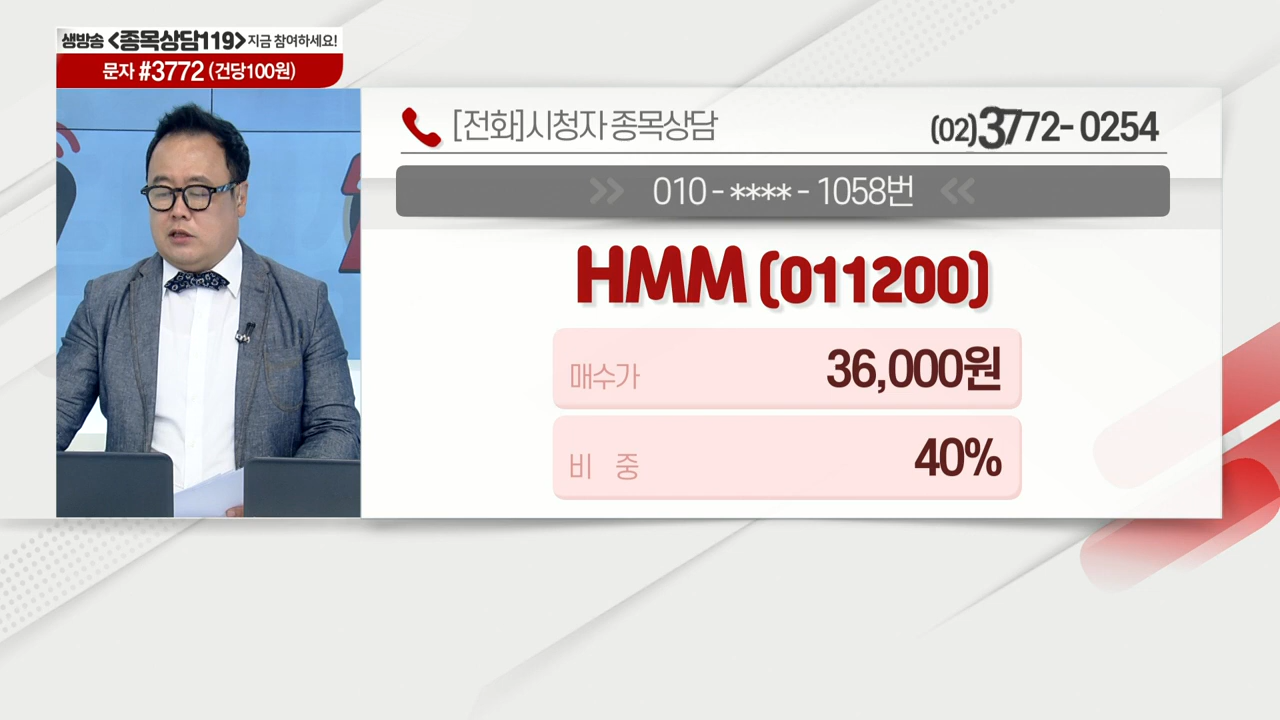 생방송 <종목상담119> 지금 참여하세요!
문자 #3772 (건당100원)
[전화]시청자 종목상담 (02)3772- 0254
010 - **** - 1058번
HMM (011200)
매수가 36,000원
비 중 40%